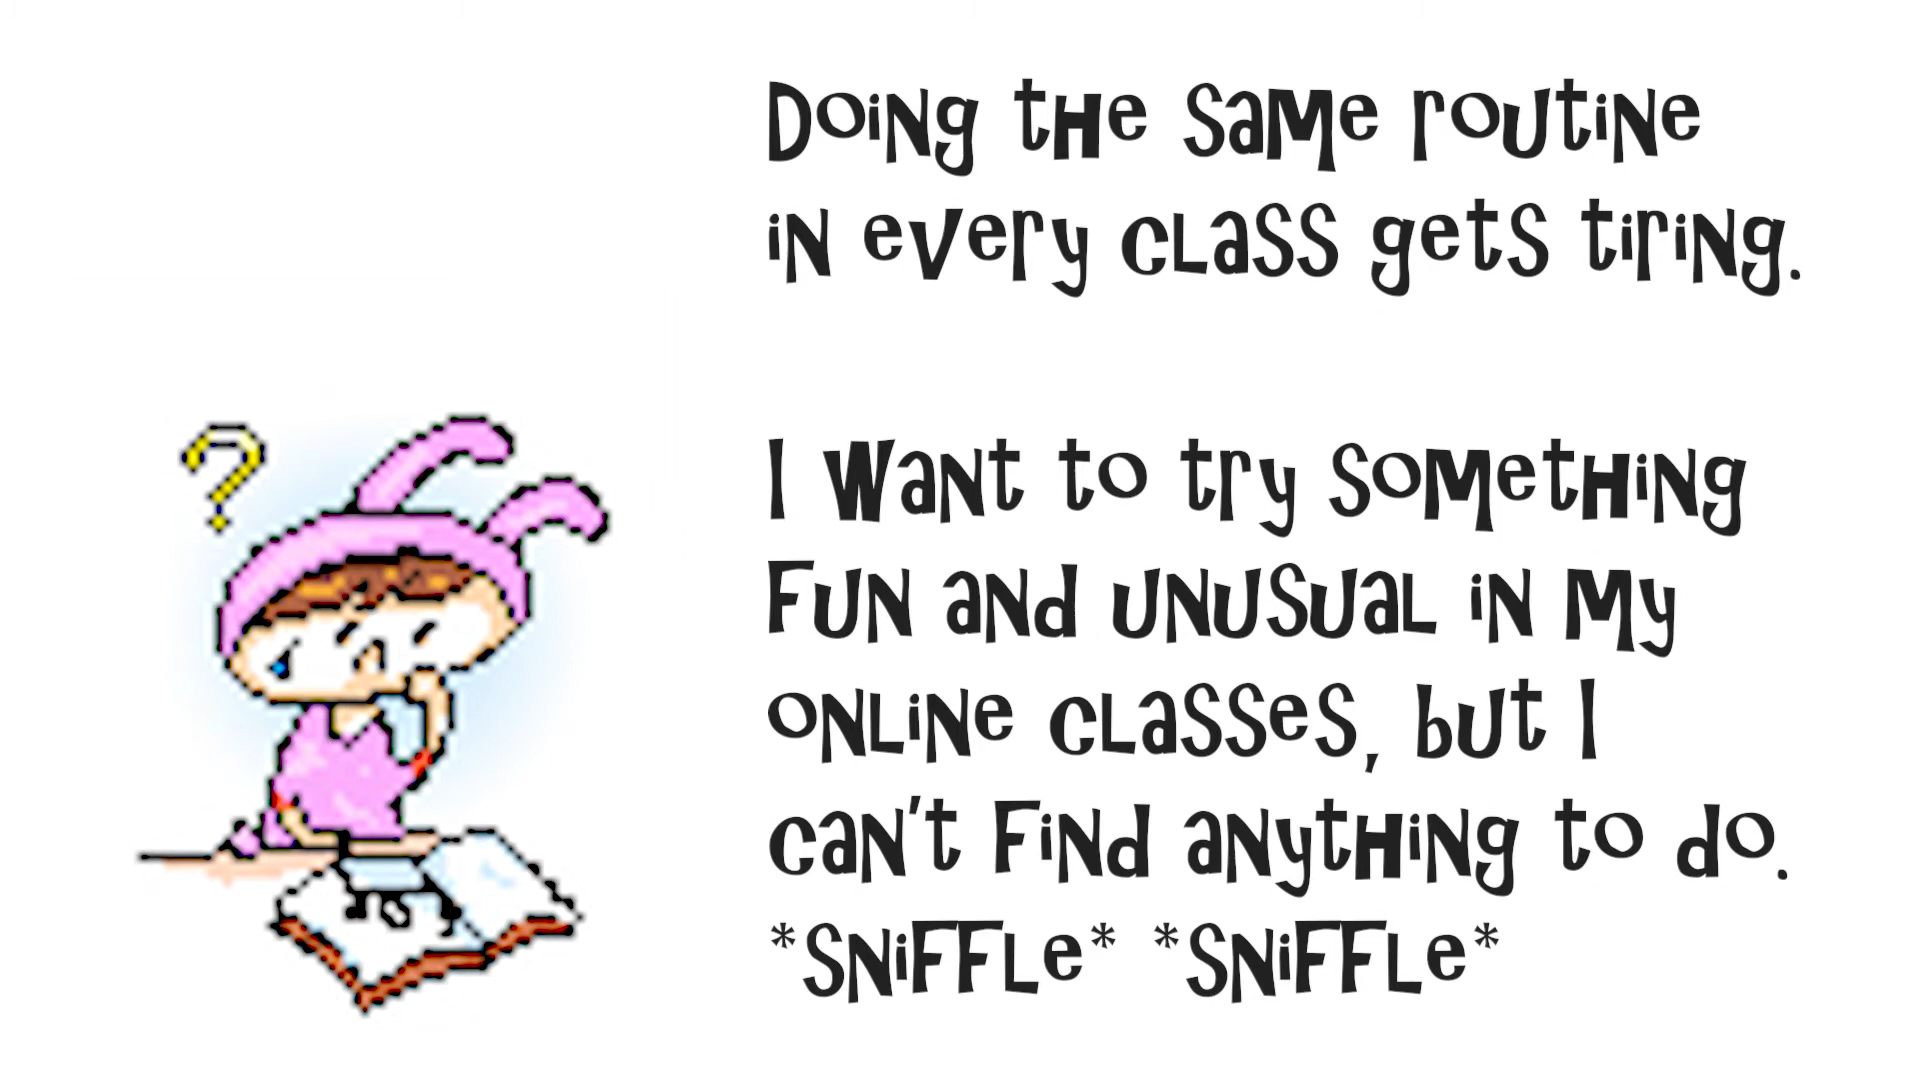 ?
Doing the same routine
in every class gets tiring.
I want to try something
fun and unusual in my
online classes, but I
can't find anything to do.
*sniffle* *sniffle*